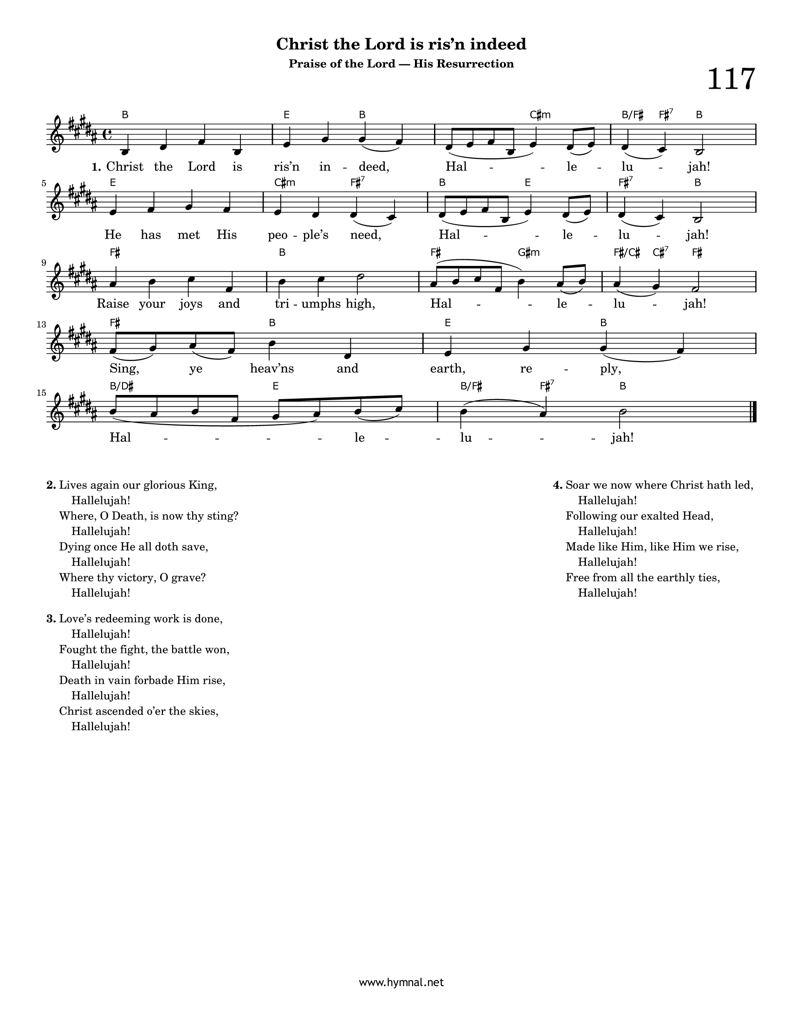 Christ the Lord is ris’n indeed
Praise of the Lord — His Resurrection
117
B E B C♯m B/F♯ F♯7 B
1. Christ the Lord is ris’n in - deed, Hal - - - le - lu - jah!
5
E C♯m F♯7 B E F♯7 B
He has met His peo - ple’s need, Hal - - - le - lu - jah!
9
F♯ B F♯ G♯m F♯/C♯ C♯7 F♯
Raise your joys and tri - umphs high, Hal - - - le - lu - jah!
13
F♯ B E B
Sing, ye heav’ns and earth, re - ply,
15
B/D♯ E B/F♯ F♯7 B
Hal - - - - - le - - lu - - - - jah!
2. Lives again our glorious King,
Hallelujah!
Where, O Death, is now thy sting?
Hallelujah!
Dying once He all doth save,
Hallelujah!
Where thy victory, O grave?
Hallelujah!
3. Love’s redeeming work is done,
Hallelujah!
Fought the fight, the battle won,
Hallelujah!
Death in vain forbade Him rise,
Hallelujah!
Christ ascended o’er the skies,
Hallelujah!
4. Soar we now where Christ hath led,
Hallelujah!
Following our exalted Head,
Hallelujah!
Made like Him, like Him we rise,
Hallelujah!
Free from all the earthly ties,
Hallelujah!
www.hymnal.net